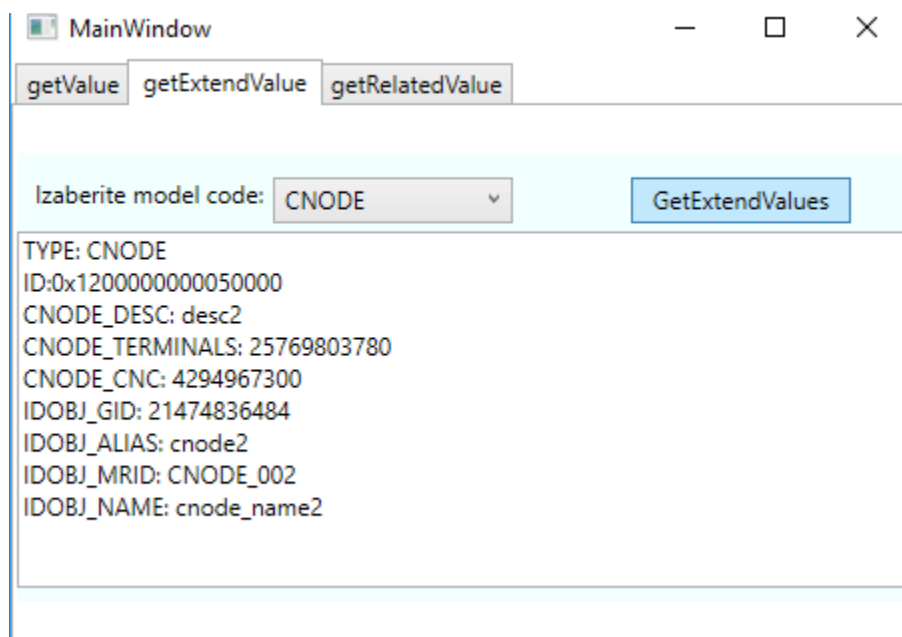 MainWindow
getValue getExtendValue getRelatedValue
Izaberite model code: CNODE GetExtendValues
TYPE: CNODE
ID:0x1200000000050000
CNODE_DESC: desc2
CNODE_TERMINALS: 25769803780
CNODE_CNC: 4294967300
IDOBJ_GID: 21474836484
IDOBJ_ALIAS: cnode2
IDOBJ_MRID: CNODE_002
IDOBJ_NAME: cnode_name2